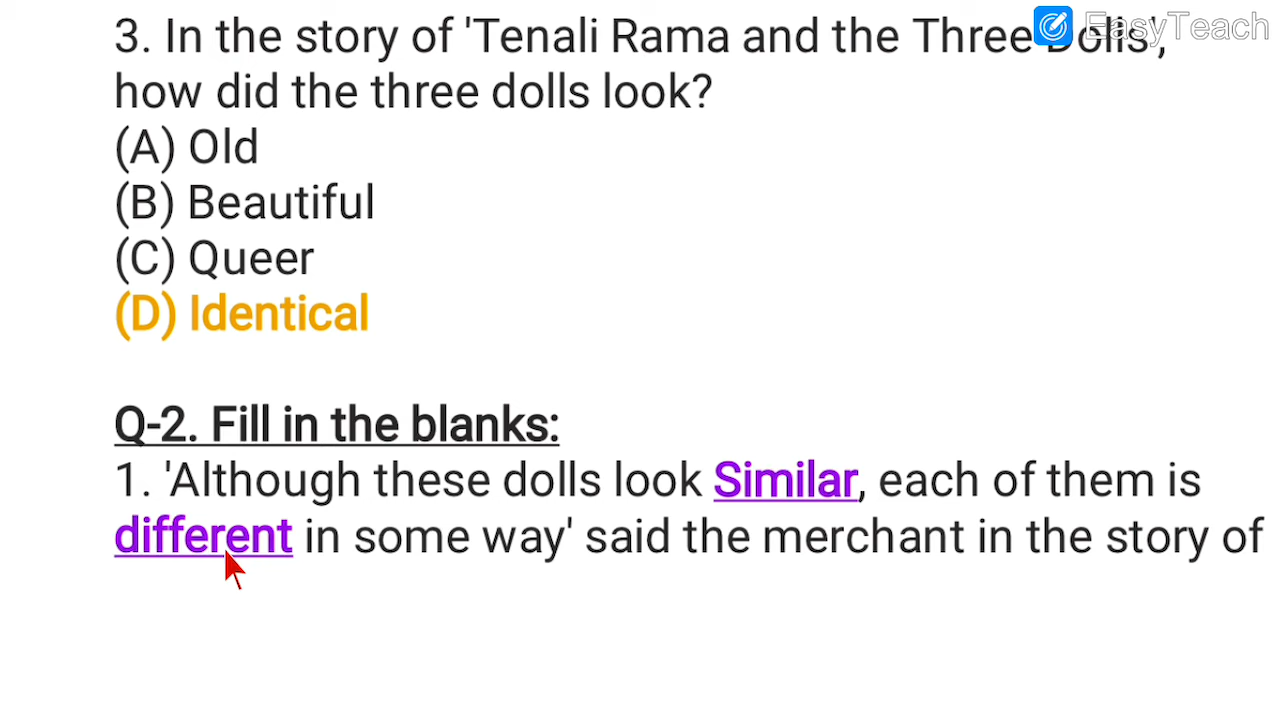 3. In the story of 'Tenali Rama and the Three Dolls',
EasyTeach
how did the three dolls look?
(A) Old
(B) Beautiful
(C) Queer
(D) Identical
Q-2. Fill in the blanks:
1. 'Although these dolls look Similar, each of them is
different in some way' said the merchant in the story of